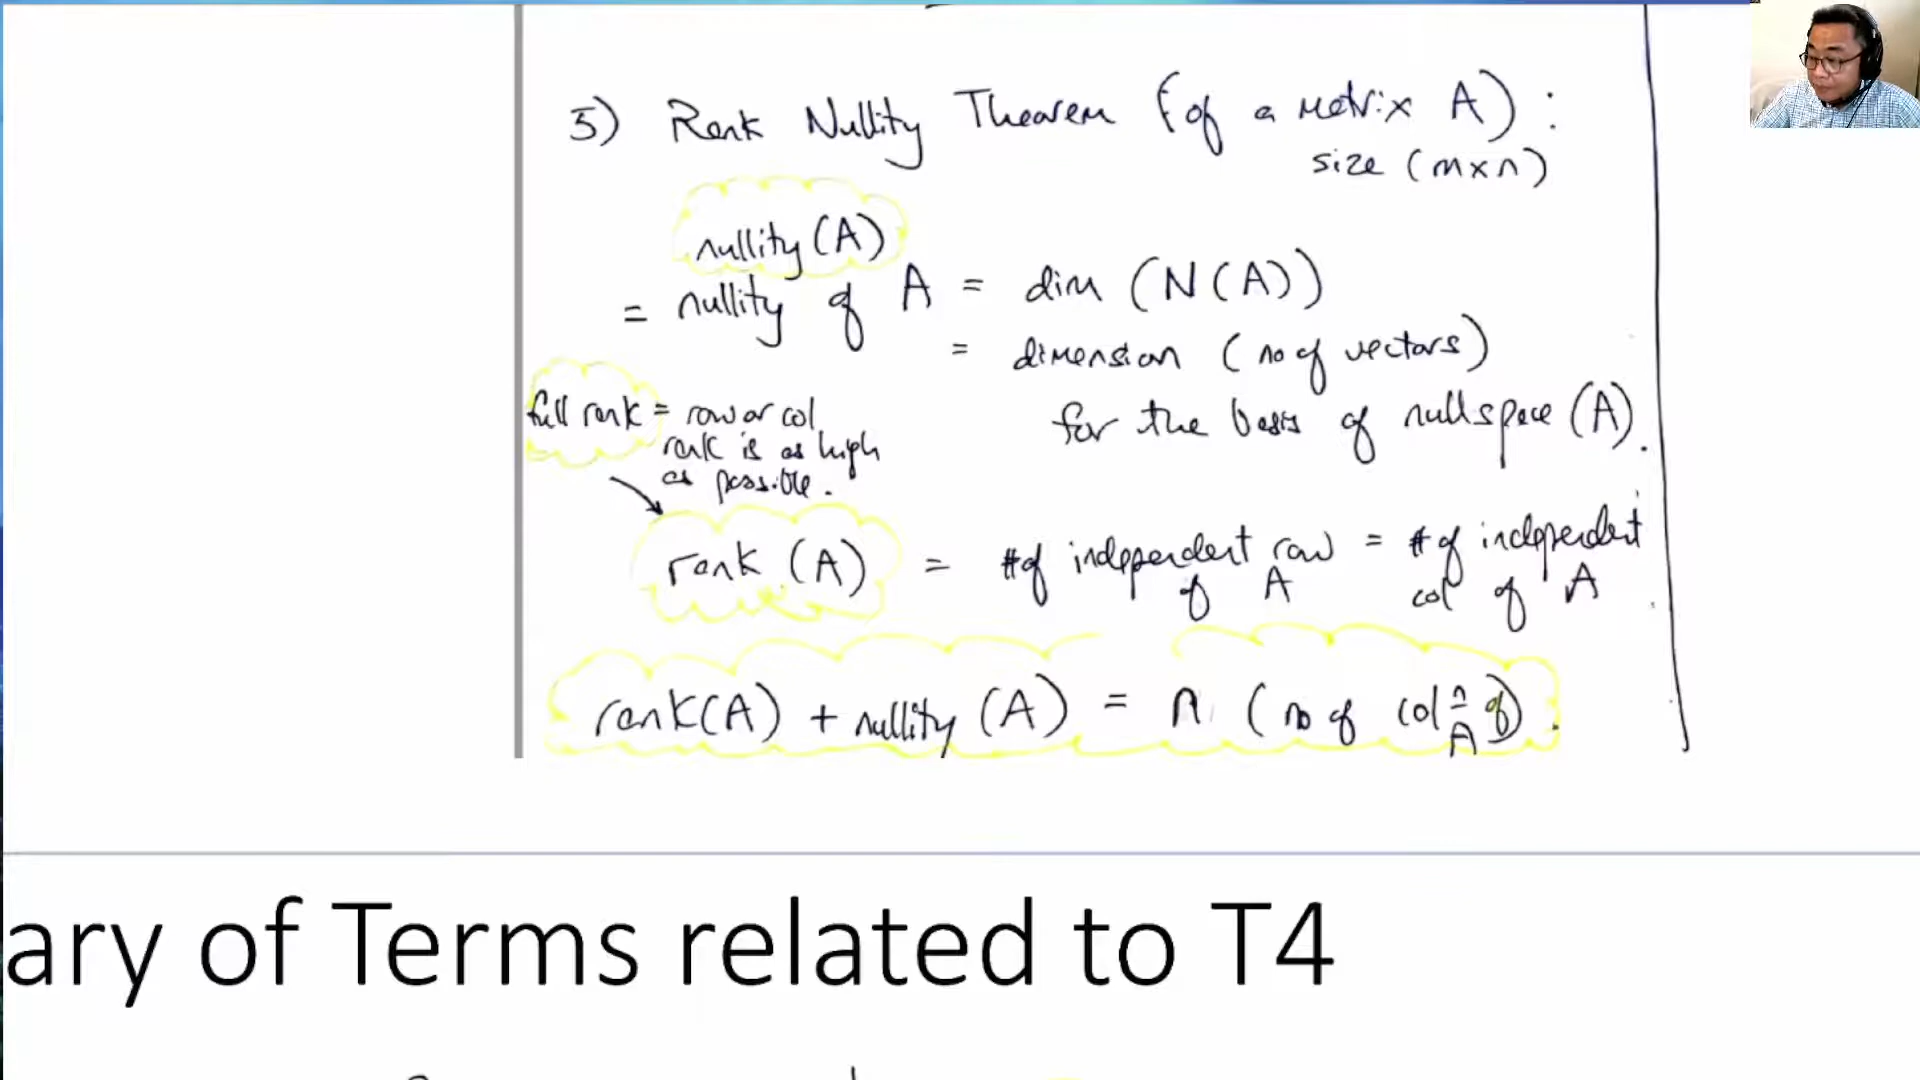 5) Rank Nullity Theorem (of a matrix A) :
size (m×n)
nullity (A)
= nullity of A = dim (N(A))
= dimension (no of vectors)
for the basis of nullspace (A).
full rank = row or col
rank is as high
as possible.
rank (A) = # of independent row = # of independent
of A col of A
rank(A) + nullity (A) = n (no of col n of A).
ary of Terms related to T4